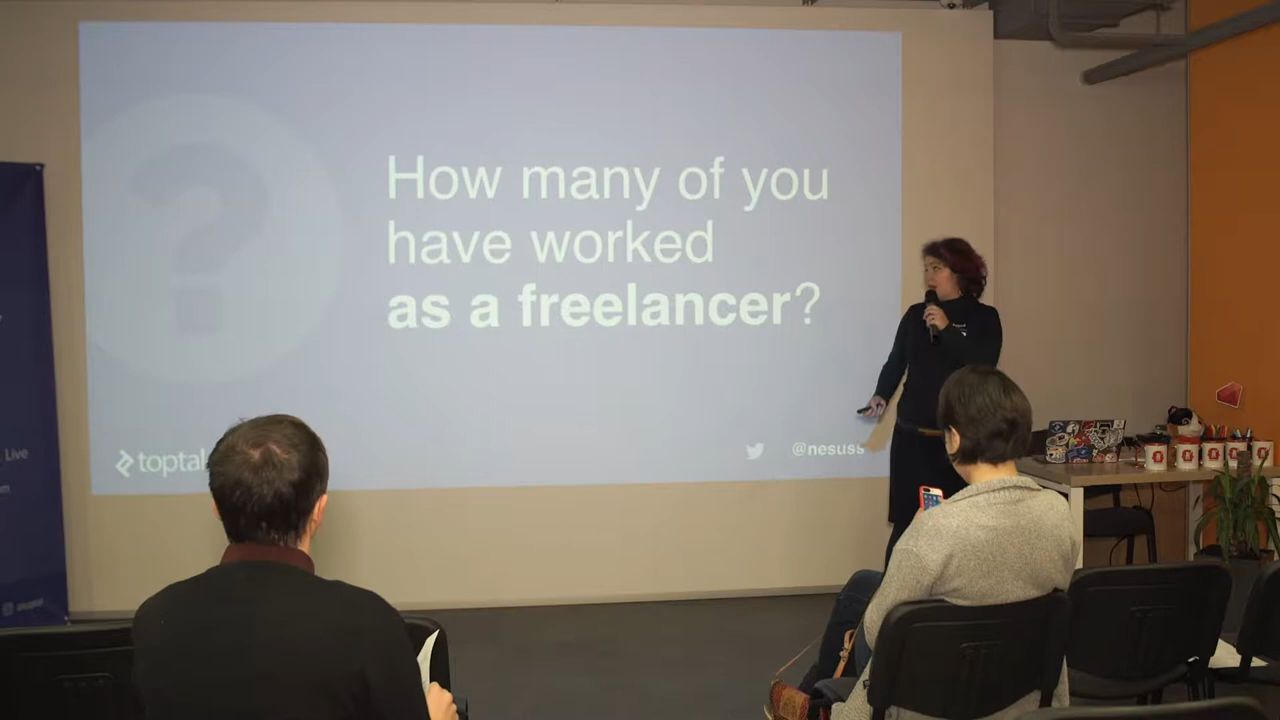 How many of you
have worked
as a freelancer?
toptal
@nesuss
Live